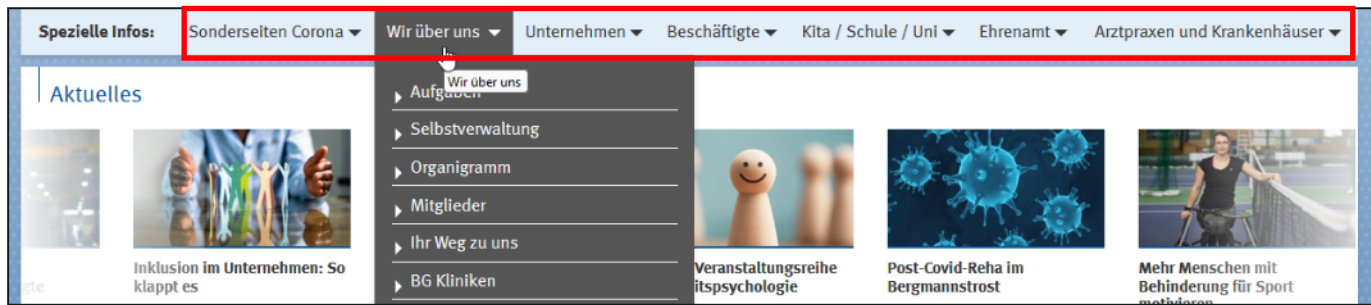 Spezielle Infos: Sonderseiten Corona Wir über uns Unternehmen Beschäftigte Kita / Schule / Uni Ehrenamt Arztpraxen und Krankenhäuser
Wir über uns
Aktuelles
Aufgaben
Selbstverwaltung
Organigramm
Mitglieder
Ihr Weg zu uns
BG Kliniken
Inklusion im Unternehmen: So
klappt es
Veranstaltungsreihe
itspsychologie
Post-Covid-Reha im
Bergmannstrost
Mehr Menschen mit
Behinderung für Sport
motivieren